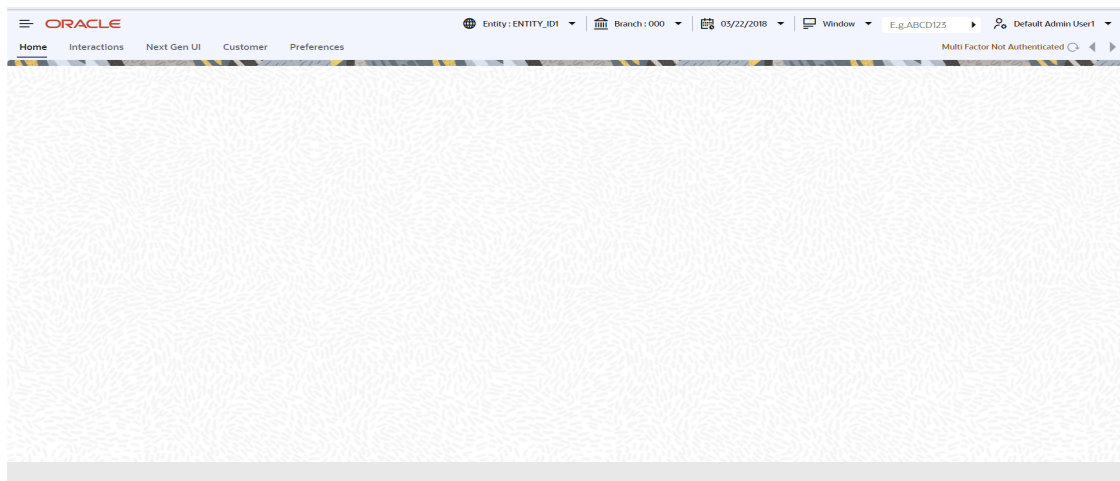 ORACLE Entity : ENTITY_ID1 Branch : 000 03/22/2018 Window E.g.ABCD123 Default Admin User1
Home Interactions Next Gen UI Customer Preferences Multi Factor Not Authenticated